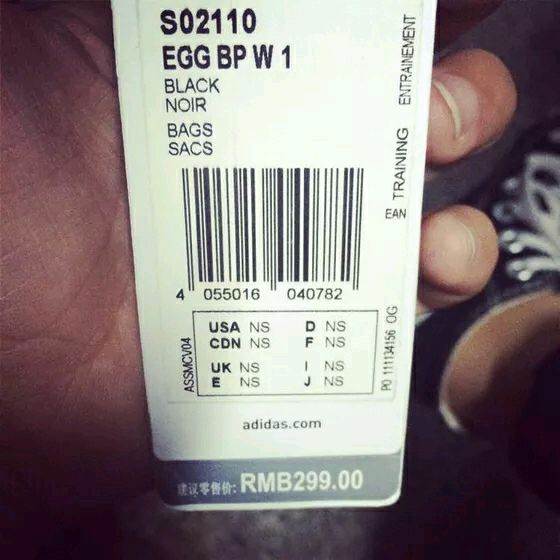 S02110
EGG BP W 1
BLACK
NOIR
BAGS
SACS
TRAINING ENTRAINEMENT
EAN
4 055016 040782
USA NS D NS
CDN NS F NS
UK NS I NS
E NS J NS
ASSMCV04
PO 111134156 OG
adidas.com
建议零售价: RMB299.00